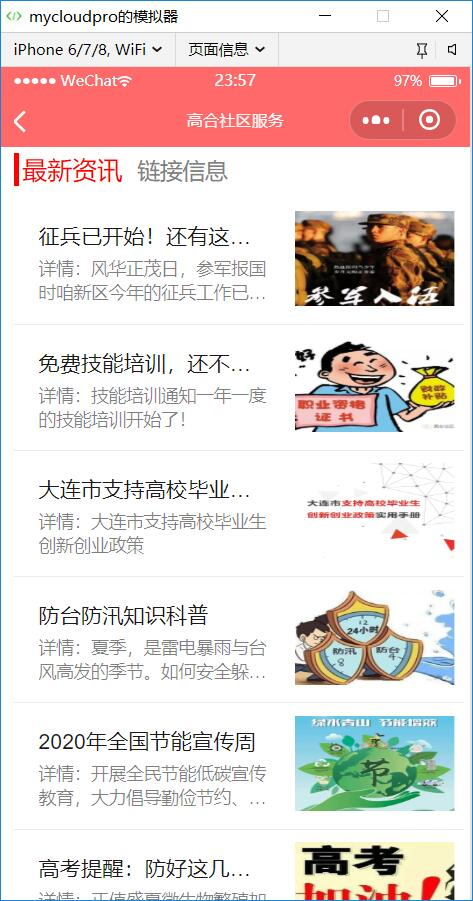 mycloudpro的模拟器
iPhone 6/7/8, WiFi
页面信息
WeChat
23:57
97%
高合社区服务
最新资讯
链接信息
征兵已开始！还有这…
详情：风华正茂日，参军报国
时咱新区今年的征兵工作已…
参军入伍
免费技能培训，还不…
详情：技能培训通知一年一度
的技能培训开始了！
好
财政
补贴
职业资格
证书
大连市支持高校毕业…
详情：大连市支持高校毕业生
创新创业政策
大连市支持高校毕业生
创新创业政策实用手册
防台防汛知识科普
详情：夏季，是雷电暴雨与台
风高发的季节。如何安全躲…
12
24小时
防汛
防台
8
4
2020年全国节能宣传周
详情：开展全民节能低碳宣传
教育，大力倡导勤俭节约、…
绿水青山 节能增效
节
高考提醒：防好这几…
高考
加油！